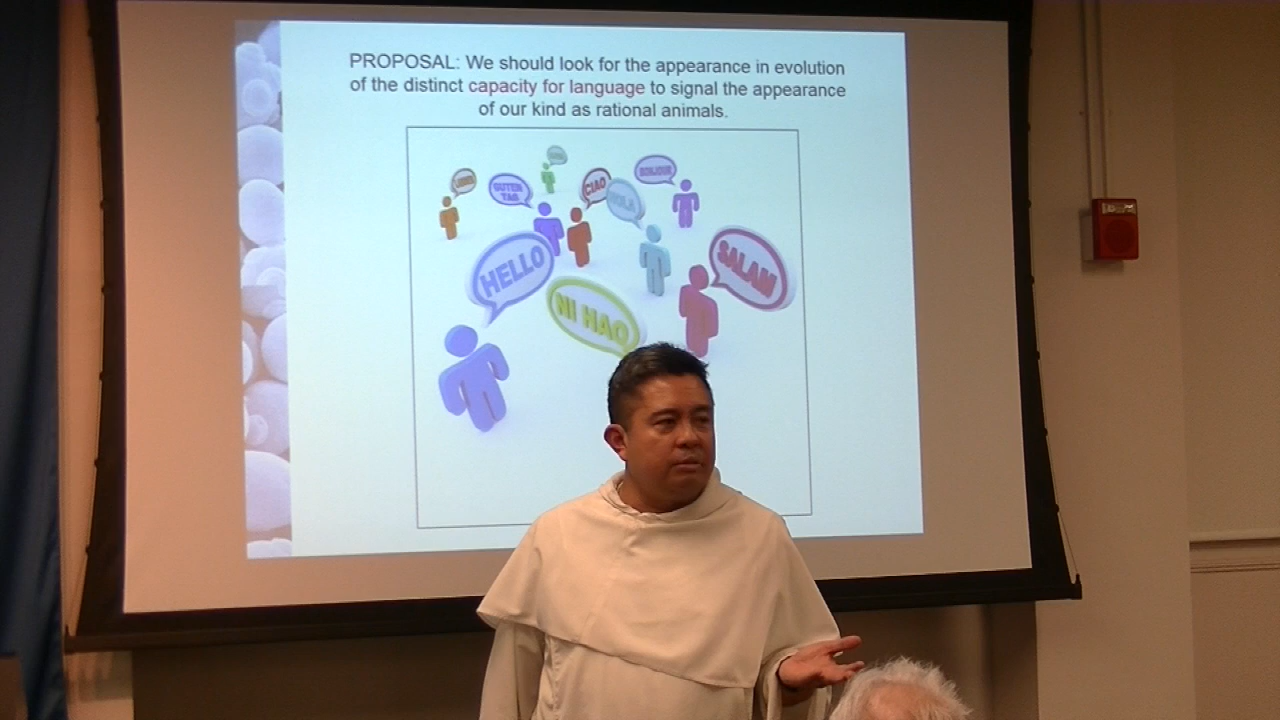 PROPOSAL: We should look for the appearance in evolution
of the distinct capacity for language to signal the appearance
of our kind as rational animals.
GUTEN
TAG
CIAO
HOLA
BONJOUR
HELLO
NI HAO
SALAM